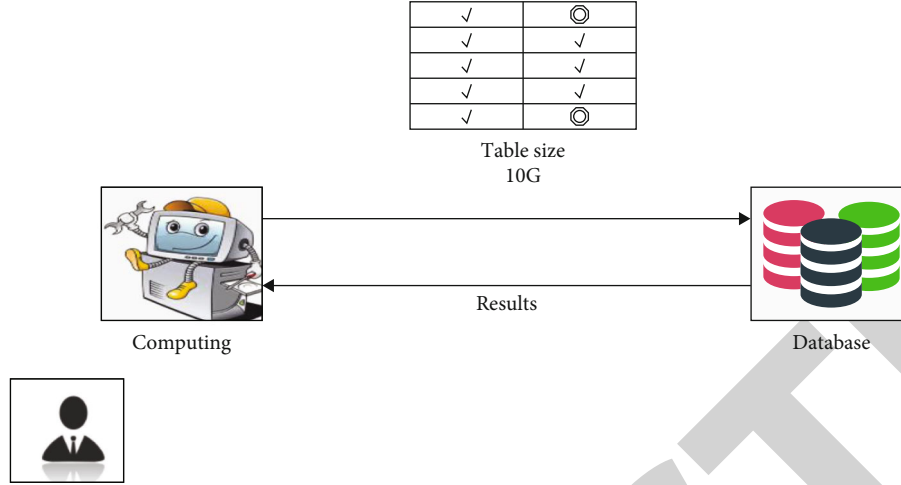 √ ◎
√ √
√ √
√ √
√ ◎
Table size
10G
Results
Computing
Database